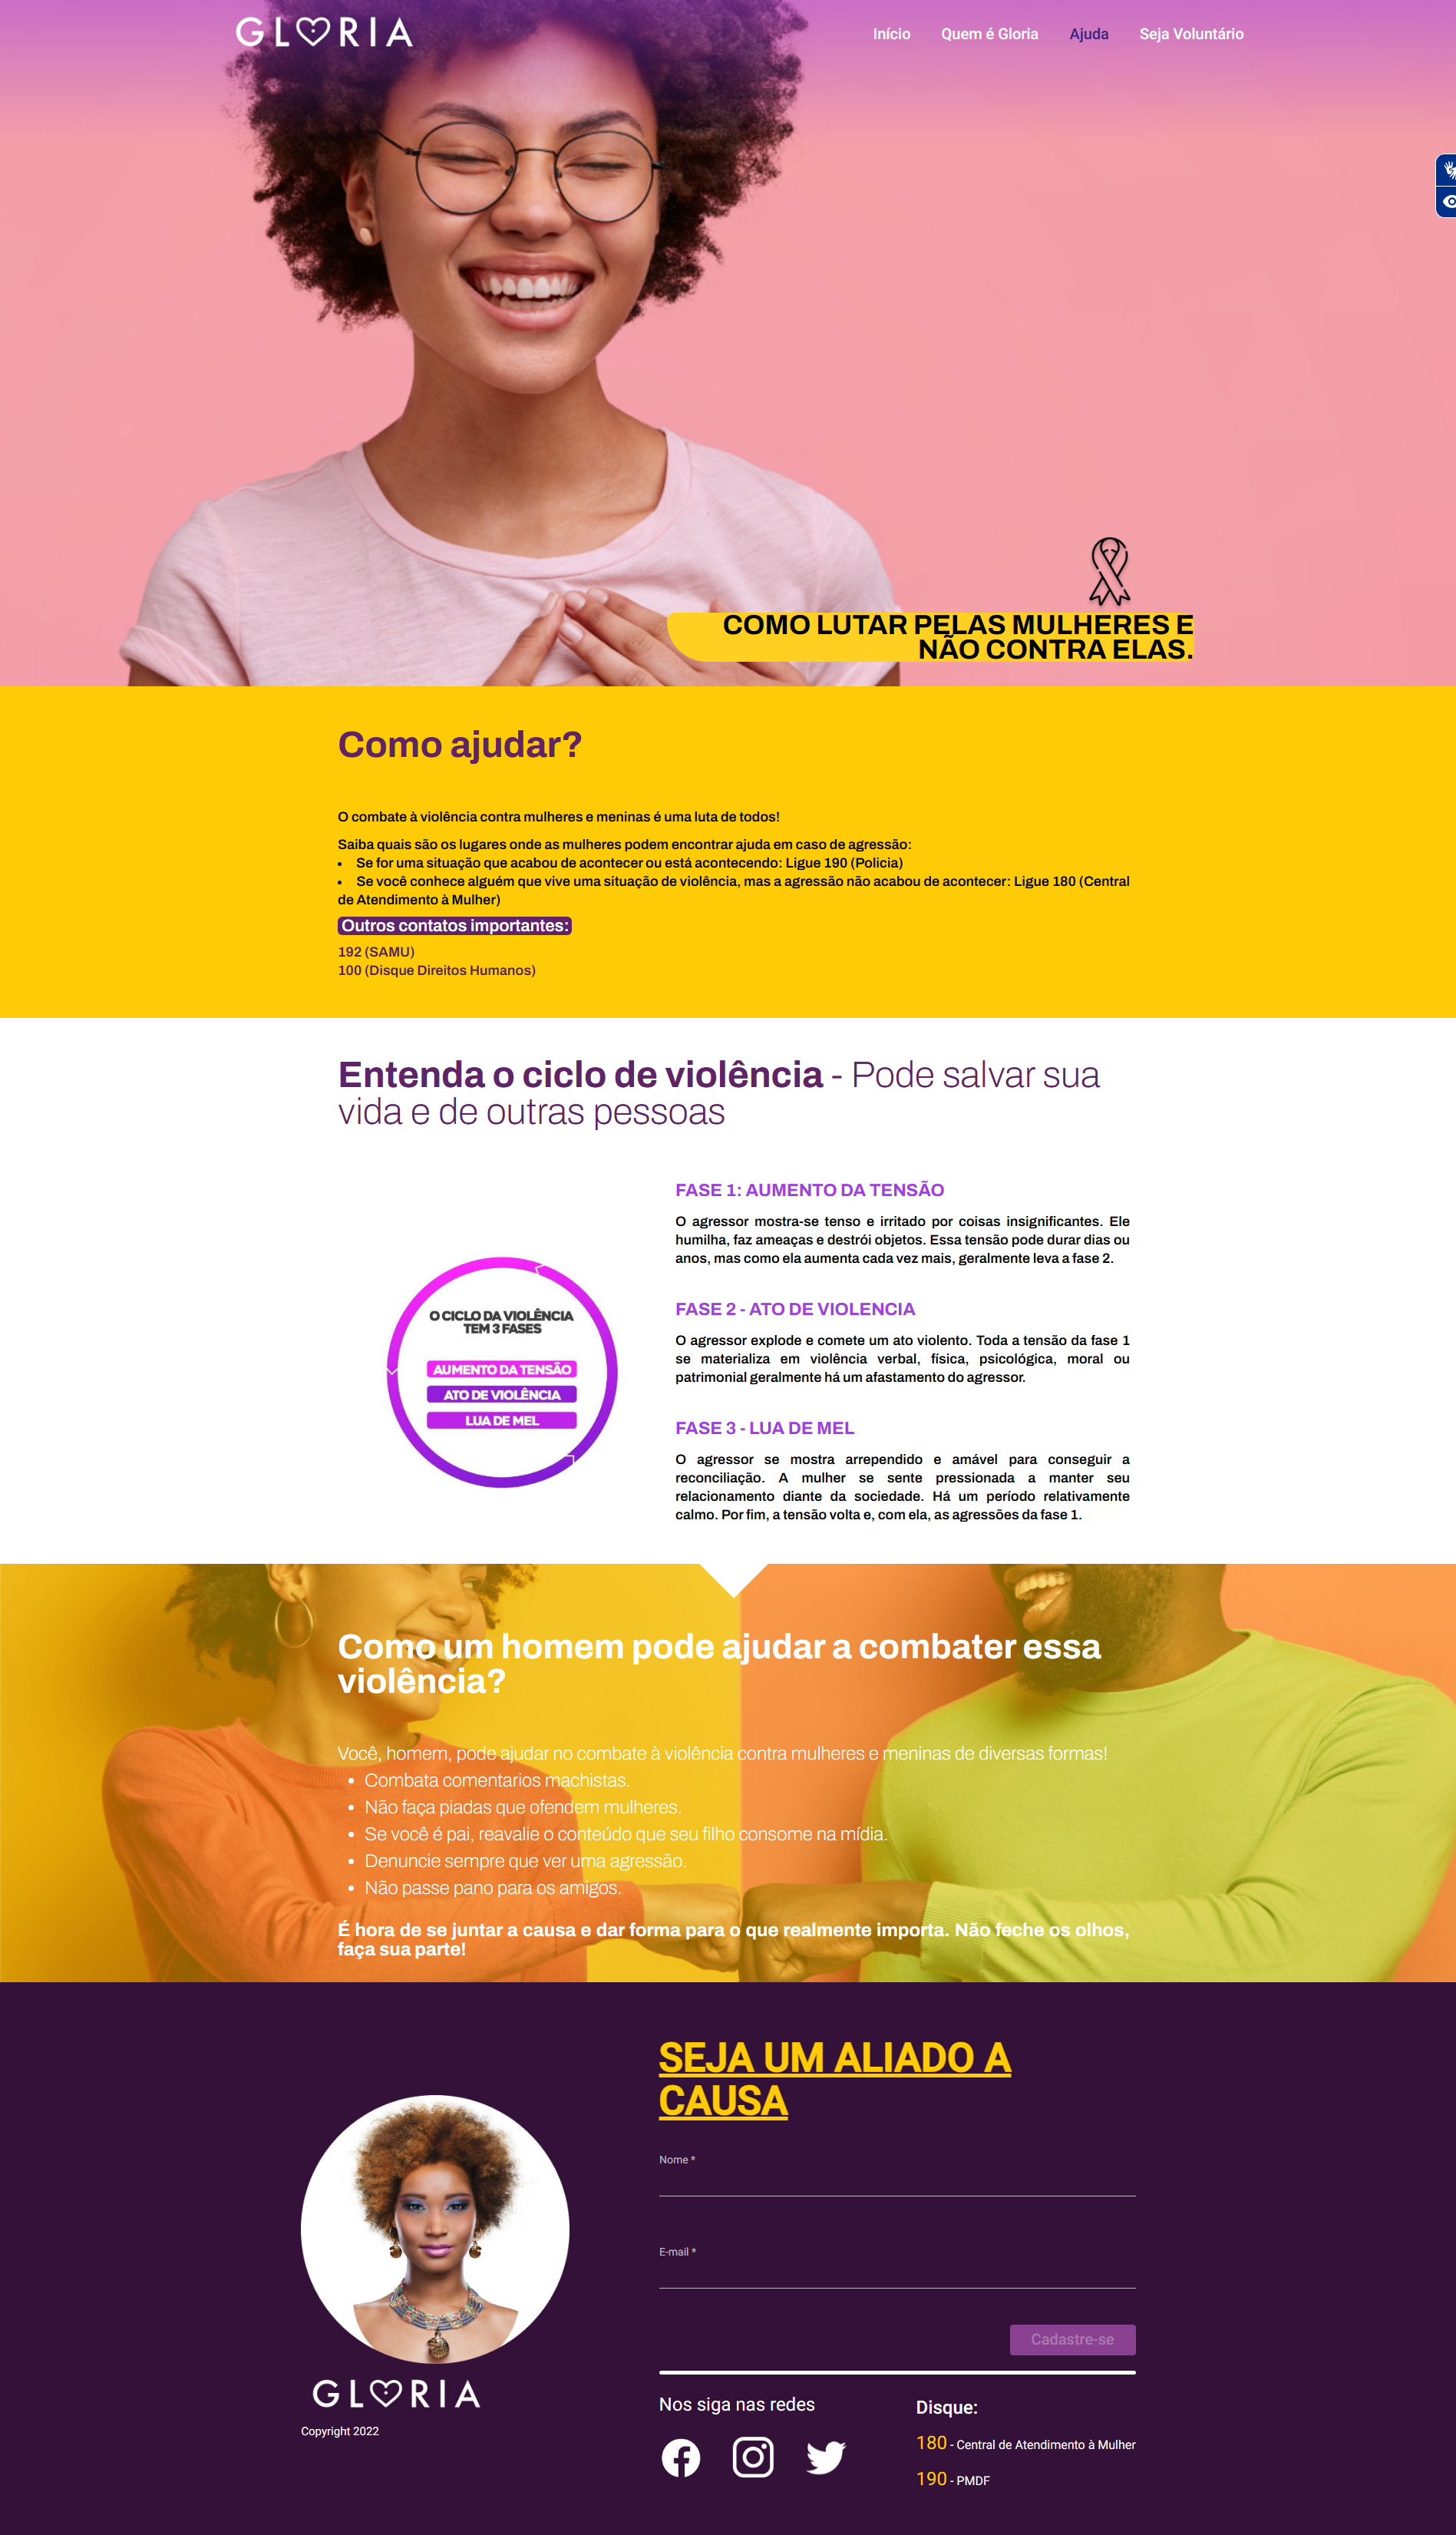 GLORIA
Início Quem é Gloria Ajuda Seja Voluntário
COMO LUTAR PELAS MULHERES E
NÃO CONTRA ELAS.
Como ajudar?
O combate à violência contra mulheres e meninas é uma luta de todos!
Saiba quais são os lugares onde as mulheres podem encontrar ajuda em caso de agressão:
• Se for uma situação que acabou de acontecer ou está acontecendo: Ligue 190 (Policia)
• Se você conhece alguém que vive uma situação de violência, mas a agressão não acabou de acontecer: Ligue 180 (Central
de Atendimento à Mulher)
Outros contatos importantes:
192 (SAMU)
100 (Disque Direitos Humanos)
Entenda o ciclo de violência - Pode salvar sua
vida e de outras pessoas
O CICLO DA VIOLÊNCIA
TEM 3 FASES
AUMENTO DA TENSÃO
ATO DE VIOLÊNCIA
LUA DE MEL
FASE 1: AUMENTO DA TENSÃO
O agressor mostra-se tenso e irritado por coisas insignificantes. Ele
humilha, faz ameaças e destrói objetos. Essa tensão pode durar dias ou
anos, mas como ela aumenta cada vez mais, geralmente leva a fase 2.
FASE 2 - ATO DE VIOLENCIA
O agressor explode e comete um ato violento. Toda a tensão da fase 1
se materializa em violência verbal, física, psicológica, moral ou
patrimonial geralmente há um afastamento do agressor.
FASE 3 - LUA DE MEL
O agressor se mostra arrependido e amável para conseguir a
reconciliação. A mulher se sente pressionada a manter seu
relacionamento diante da sociedade. Há um período relativamente
calmo. Por fim, a tensão volta e, com ela, as agressões da fase 1.
Como um homem pode ajudar a combater essa
violência?
Você, homem, pode ajudar no combate à violência contra mulheres e meninas de diversas formas!
• Combata comentarios machistas.
• Não faça piadas que ofendem mulheres.
• Se você é pai, reavalie o conteúdo que seu filho consome na mídia.
• Denuncie sempre que ver uma agressão.
• Não passe pano para os amigos.
É hora de se juntar a causa e dar forma para o que realmente importa. Não feche os olhos,
faça sua parte!
SEJA UM ALIADO A
CAUSA
Nome *
E-mail *
Cadastre-se
GLORIA
Copyright 2022
Nos siga nas redes
Disque:
180 - Central de Atendimento à Mulher
190 - PMDF